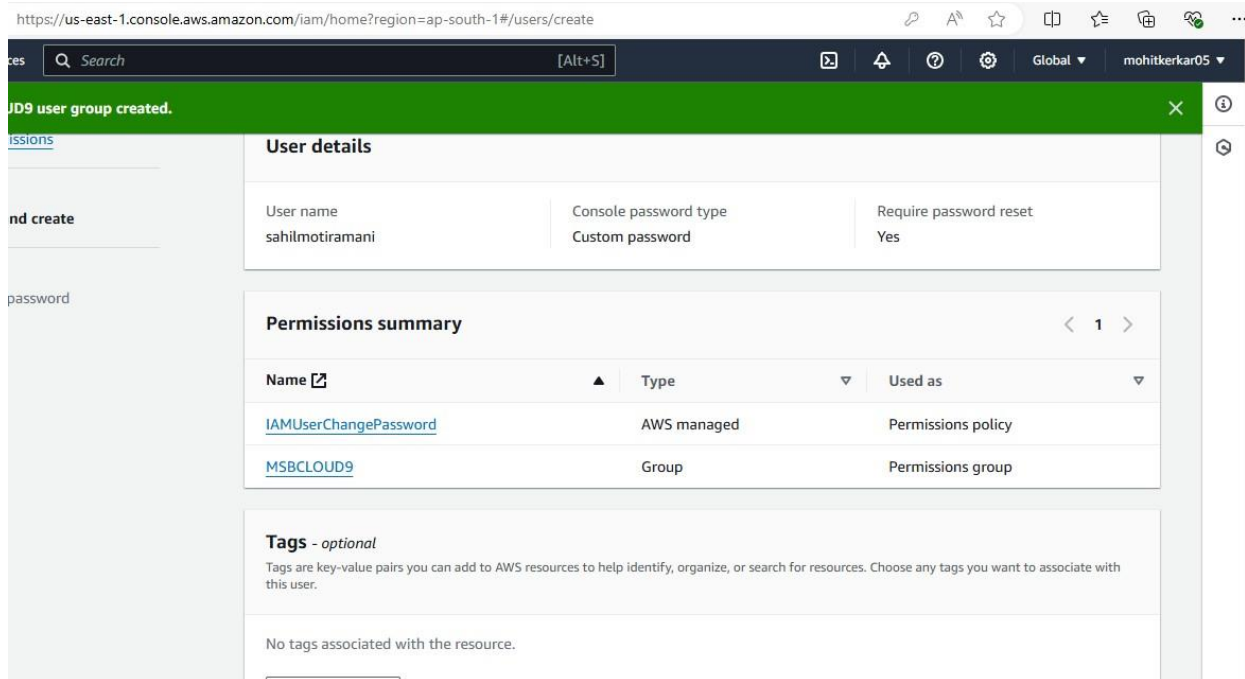 https://us-east-1.console.aws.amazon.com/iam/home?region=ap-south-1#/users/create
ces Search [Alt+S] Global mohitkerkar05
JD9 user group created.
issions
User details
nd create
User name Console password type Require password reset
sahilmotiramani Custom password Yes
password
Permissions summary 1
Name Type Used as
IAMUserChangePassword AWS managed Permissions policy
MSBCLOUD9 Group Permissions group
Tags - optional
Tags are key-value pairs you can add to AWS resources to help identify, organize, or search for resources. Choose any tags you want to associate with
this user.
No tags associated with the resource.